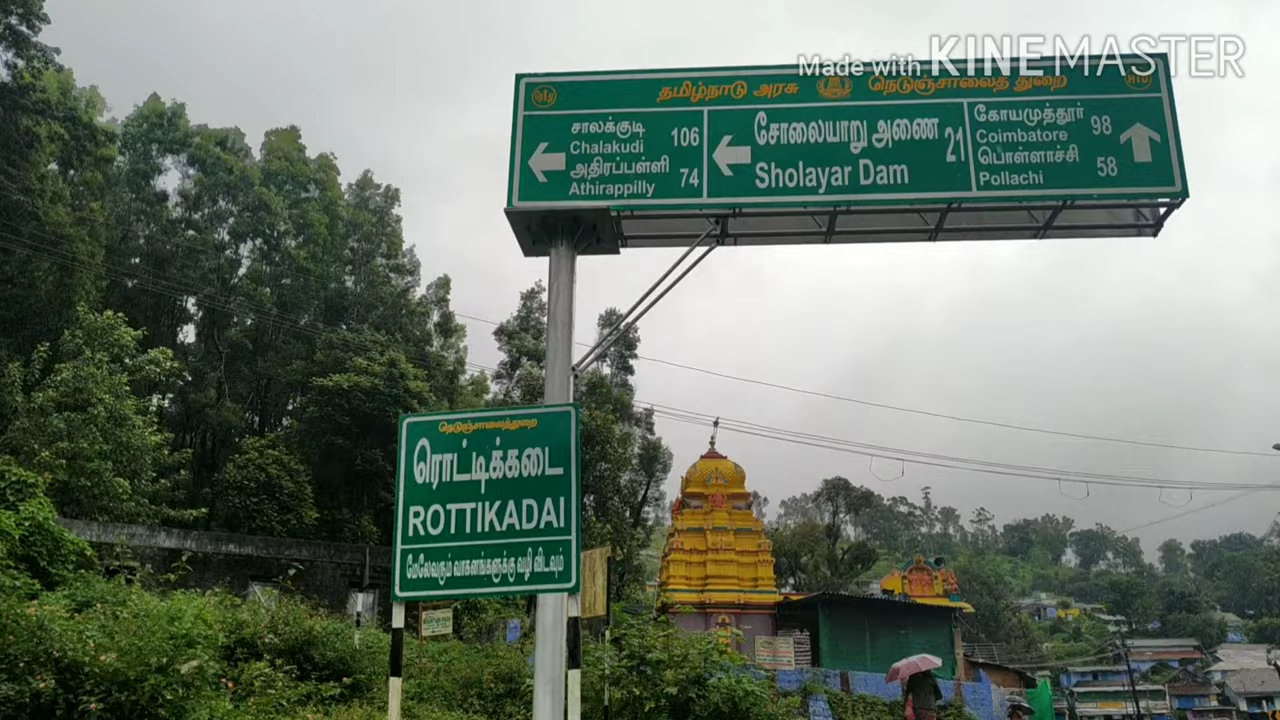 Made with KINEMASTER
தமிழ்நாடு அரசு நெடுஞ்சாலைத் துறை
சாலக்குடி 106
Chalakudi
அதிரப்பள்ளி 74
Athirappilly
சோலையாறு அணை 21
Sholayar Dam
கோயமுத்தூர் 98
Coimbatore
பொள்ளாச்சி 58
Pollachi
நெடுஞ்சாலைத்துறை
ரொட்டிக்கடை
ROTTIKADAI
மேலேவரும் வாகனங்களுக்கு வழி விடவும்